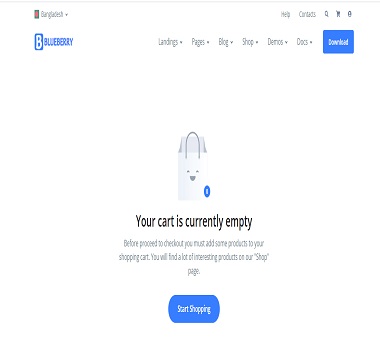 Bangladesh Help Contacts
BLUEBERRY Landings Pages Blog Shop Demos Docs Download
Your cart is currently empty
Before proceed to checkout you must add some products to your
shopping cart. You will find a lot of interesting products on our "Shop"
page.
Start Shopping